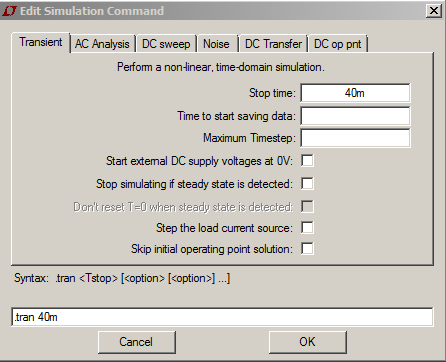 Edit Simulation Command
Transient AC Analysis DC sweep Noise DC Transfer DC op pnt
Perform a non-linear, time-domain simulation.
Stop time: 40m
Time to start saving data:
Maximum Timestep:
Start external DC supply voltages at 0V:
Stop simulating if steady state is detected:
Don't reset T=0 when steady state is detected:
Step the load current source:
Skip initial operating point solution:
Syntax: .tran <Tstop> [<option> [<option>] ...]
.tran 40m
Cancel OK